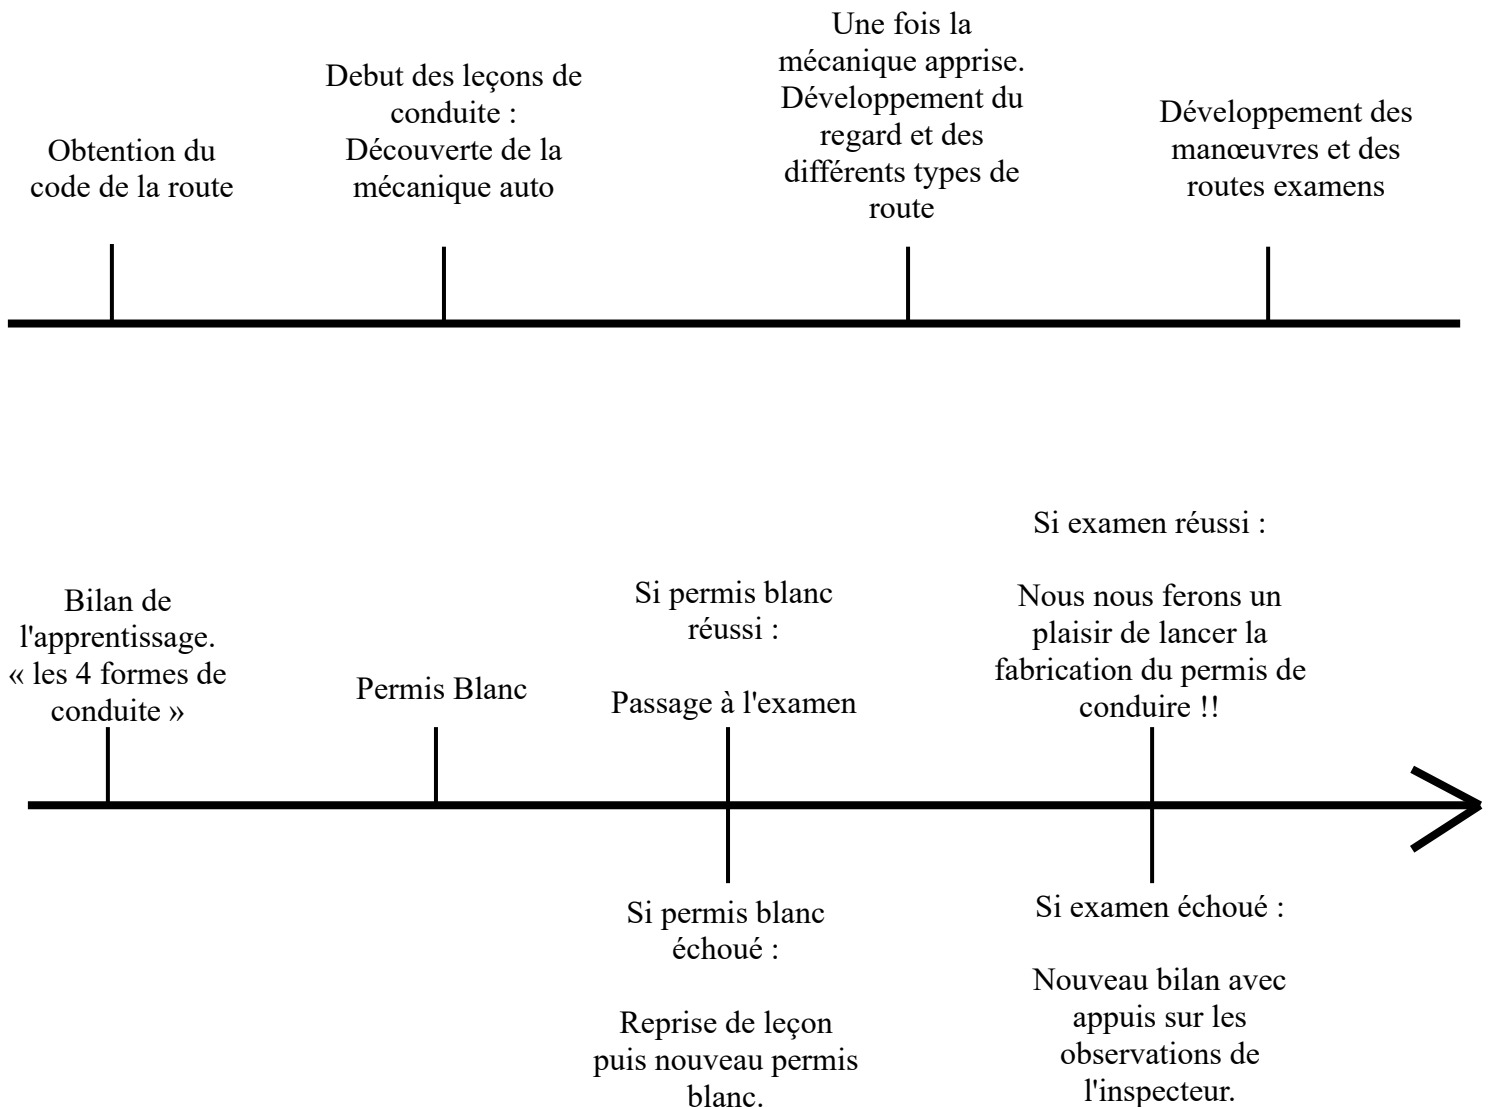 Obtention du
code de la route
Debut des leçons de
conduite :
Découverte de la
mécanique auto
Une fois la
mécanique apprise.
Développement du
regard et des
différents types de
route
Développement des
manœuvres et des
routes examens
Bilan de
l'apprentissage.
« les 4 formes de
conduite »
Permis Blanc
Si permis blanc
réussi :
Passage à l'examen
Si permis blanc
échoué :
Reprise de leçon
puis nouveau permis
blanc.
Si examen réussi :
Nous nous ferons un
plaisir de lancer la
fabrication du permis de
conduire !!
Si examen échoué :
Nouveau bilan avec
appuis sur les
observations de
l'inspecteur.